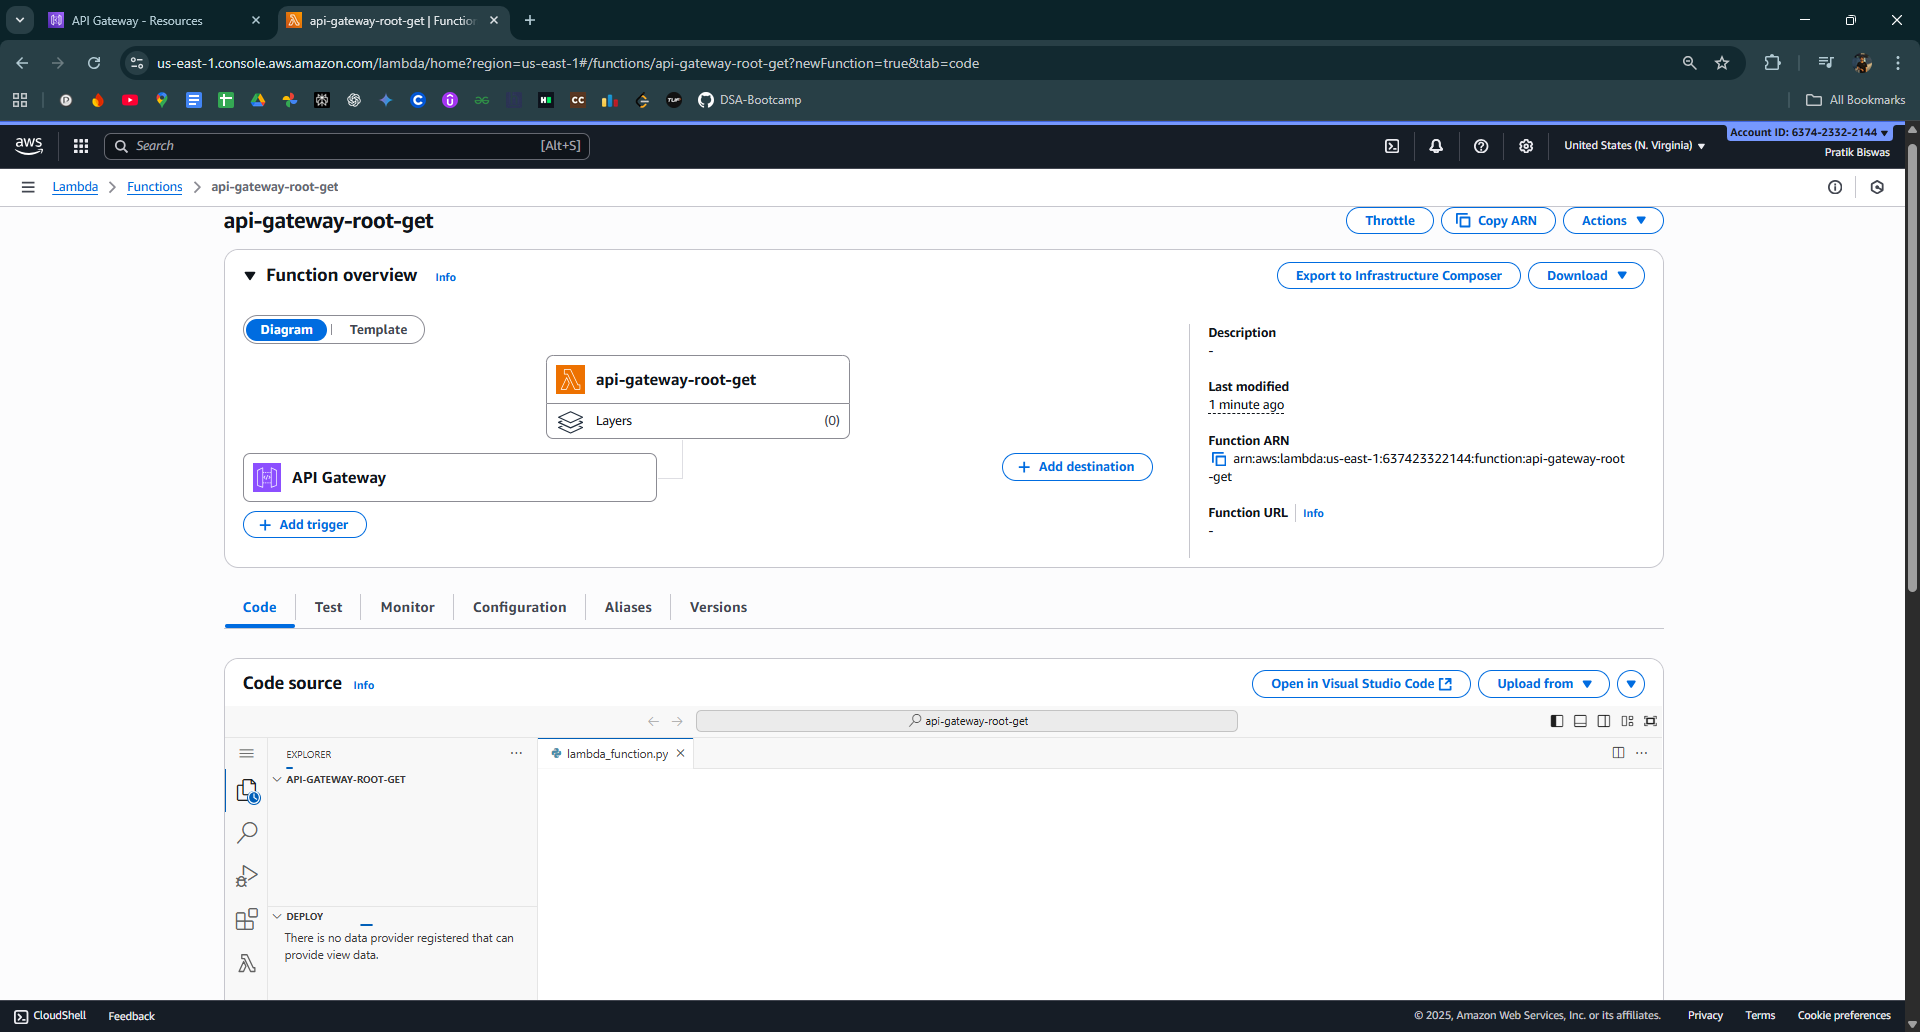 API Gateway - Resources
api-gateway-root-get | Functio
us-east-1.console.aws.amazon.com/lambda/home?region=us-east-1#/functions/api-gateway-root-get?newFunction=true&tab=code
DSA-Bootcamp
All Bookmarks
aws
Search
[Alt+S]
United States (N. Virginia)
Account ID: 6374-2332-2144
Pratik Biswas
Lambda
Functions
api-gateway-root-get
api-gateway-root-get
Throttle
Copy ARN
Actions
Function overview
Info
Export to Infrastructure Composer
Download
Diagram
Template
api-gateway-root-get
Layers
(0)
API Gateway
Add trigger
Add destination
Description
-
Last modified
1 minute ago
Function ARN
arn:aws:lambda:us-east-1:637423322144:function:api-gateway-root
-get
Function URL
Info
-
Code
Test
Monitor
Configuration
Aliases
Versions
Code source
Info
Open in Visual Studio Code
Upload from
api-gateway-root-get
EXPLORER
lambda_function.py
API-GATEWAY-ROOT-GET
DEPLOY
There is no data provider registered that can
provide view data.
CloudShell
Feedback
© 2025, Amazon Web Services, Inc. or its affiliates.
Privacy
Terms
Cookie preferences